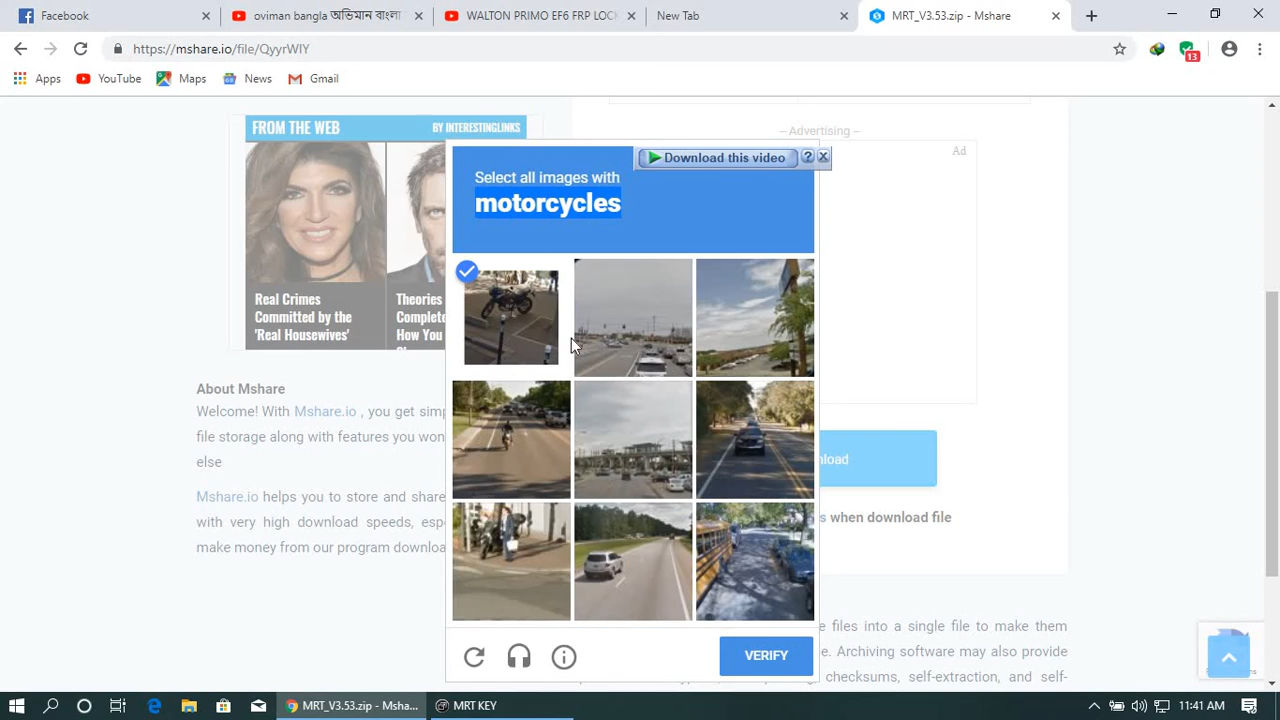 Facebook
oviman bangla অভিমান বাংলা
WALTON PRIMO EF6 FRP LOCK
New Tab
MRT_V3.53.zip - Mshare
https://mshare.io/file/QyyrWIY
13
Apps
YouTube
Maps
News
Gmail
FROM THE WEB
BY INTERESTINGLINKS
Real Crimes
Committed by the
'Real Housewives'
Theories
Complete
How You
– Advertising –
Ad
Download this video
?
Select all images with
motorcycles
VERIFY
About Mshare
Welcome! With Mshare.io , you get sim
file storage along with features you won
else
Mshare.io helps you to store and share
with very high download speeds, esp
make money from our program downloa
nload
s when download file
e files into a single file to make them
e. Archiving software may also provide
checksums, self-extraction, and self-
MRT_V3.53.zip - Msha...
MRT KEY
11:41 AM